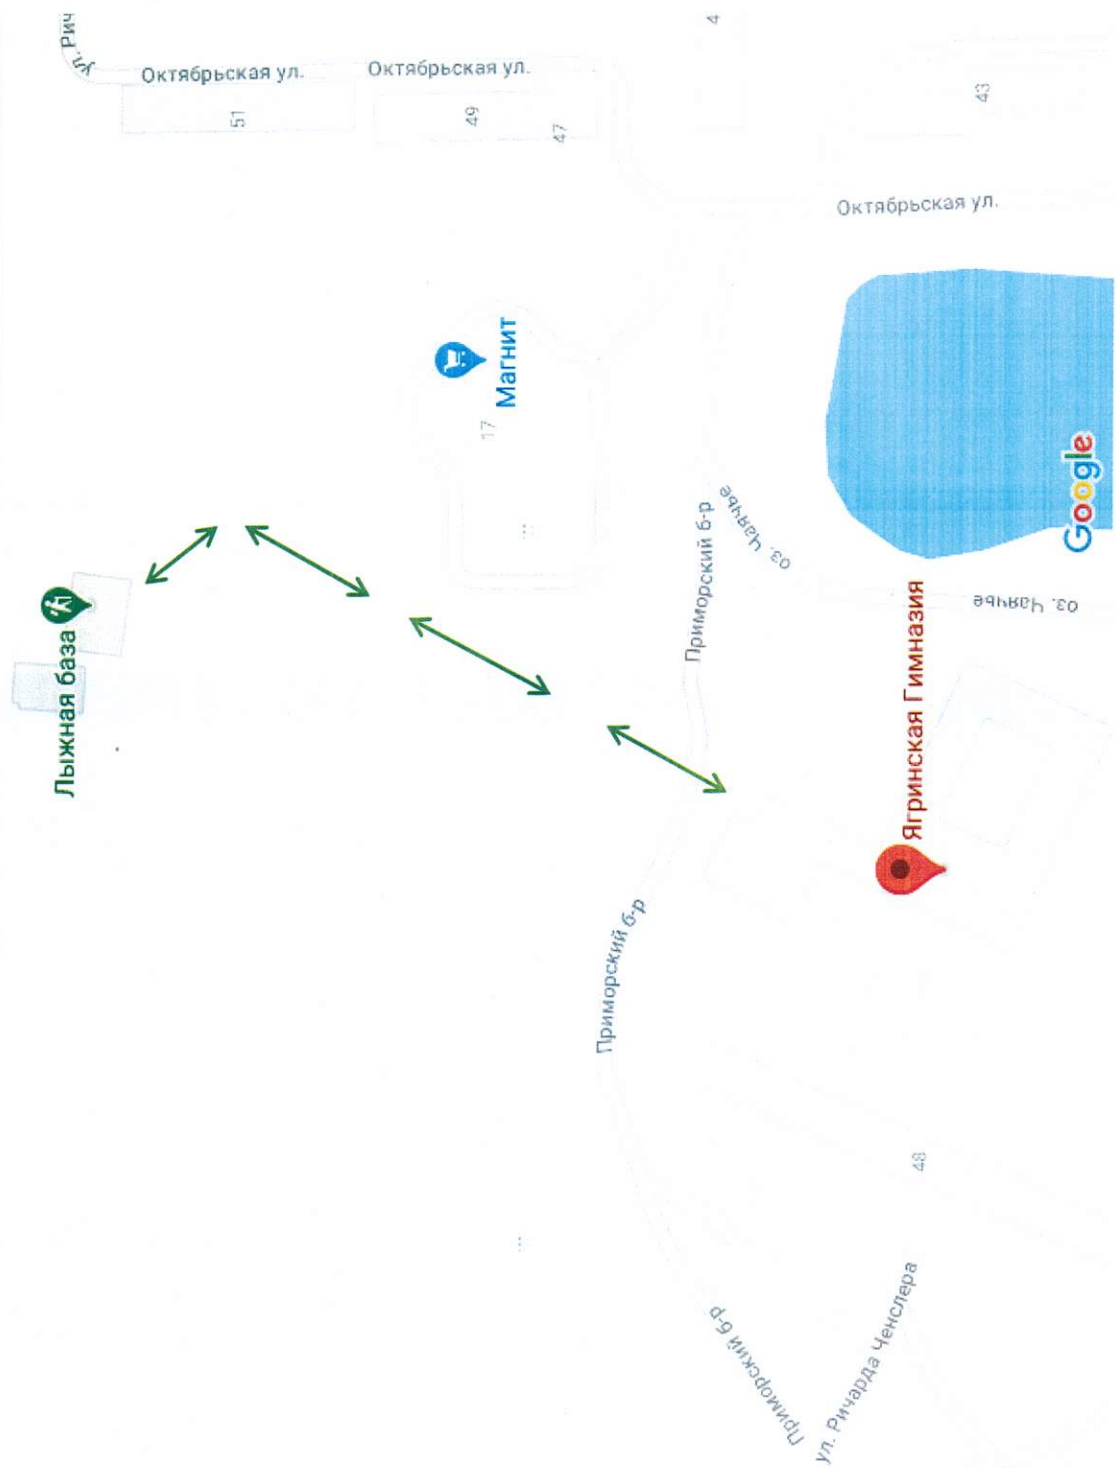 ул. Рич
Октябрьская ул.
Октябрьская ул.
51
49
47
4
43
Октябрьская ул.
Магнит
17
Лыжная база
Приморский б-р
оз. Чаячье
оз. Чаячье
Google
Ягринская Гимназия
Приморский б-р
48
Приморский б-р
ул. Ричарда Ченслера